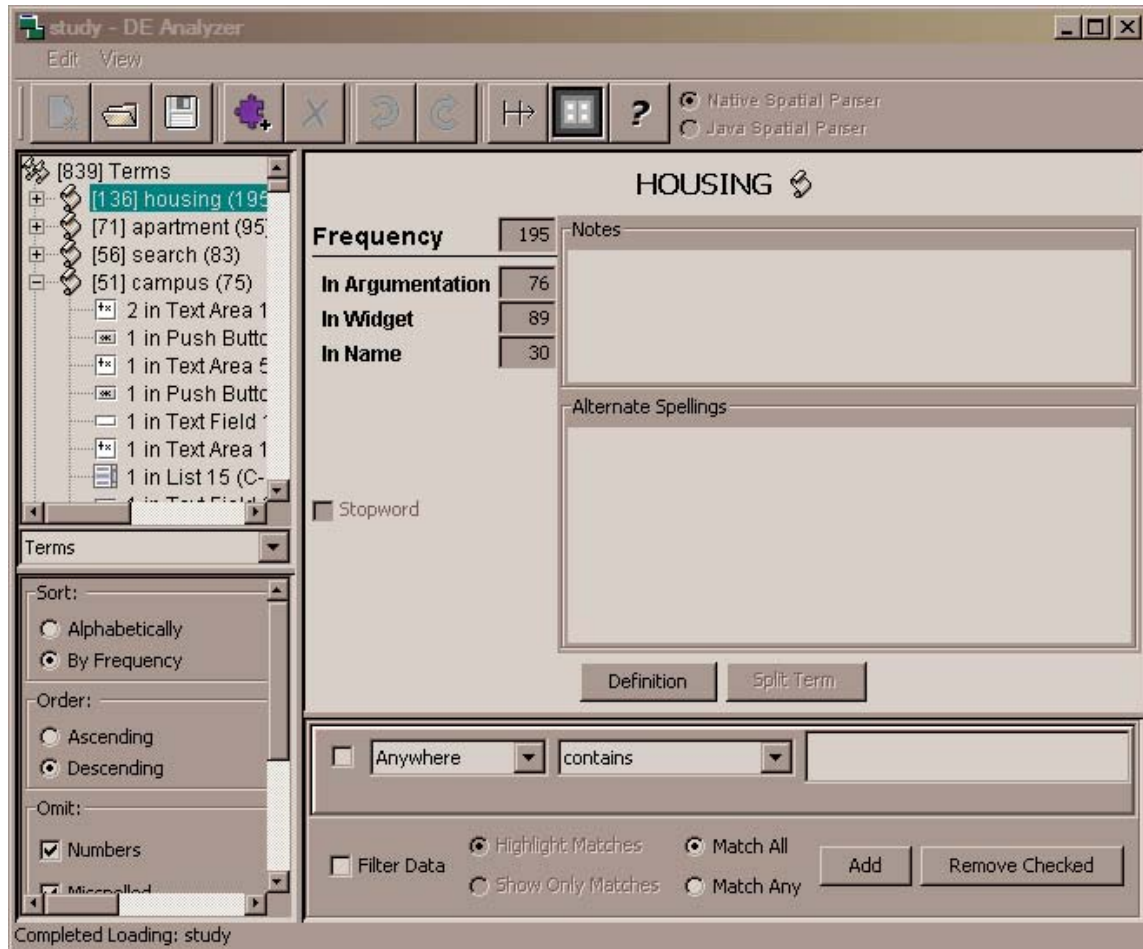 study - DE Analyzer
Edit View
?
Native Spatial Parser
Java Spatial Parser
[839] Terms
[136] housing (195
[71] apartment (95
[56] search (83)
[51] campus (75)
2 in Text Area 1
1 in Push Butto
1 in Text Area 5
1 in Push Butto
1 in Text Field
1 in Text Area 1
1 in List 15 (C-
1 in Text Field
Terms
Sort:
Alphabetically
By Frequency
Order:
Ascending
Descending
Omit:
Numbers
Misspelled
HOUSING
Frequency 195
In Argumentation 76
In Widget 89
In Name 30
Stopword
Notes
Alternate Spellings
Definition Split Term
Anywhere contains
Filter Data
Highlight Matches
Show Only Matches
Match All
Match Any
Add Remove Checked
Completed Loading: study